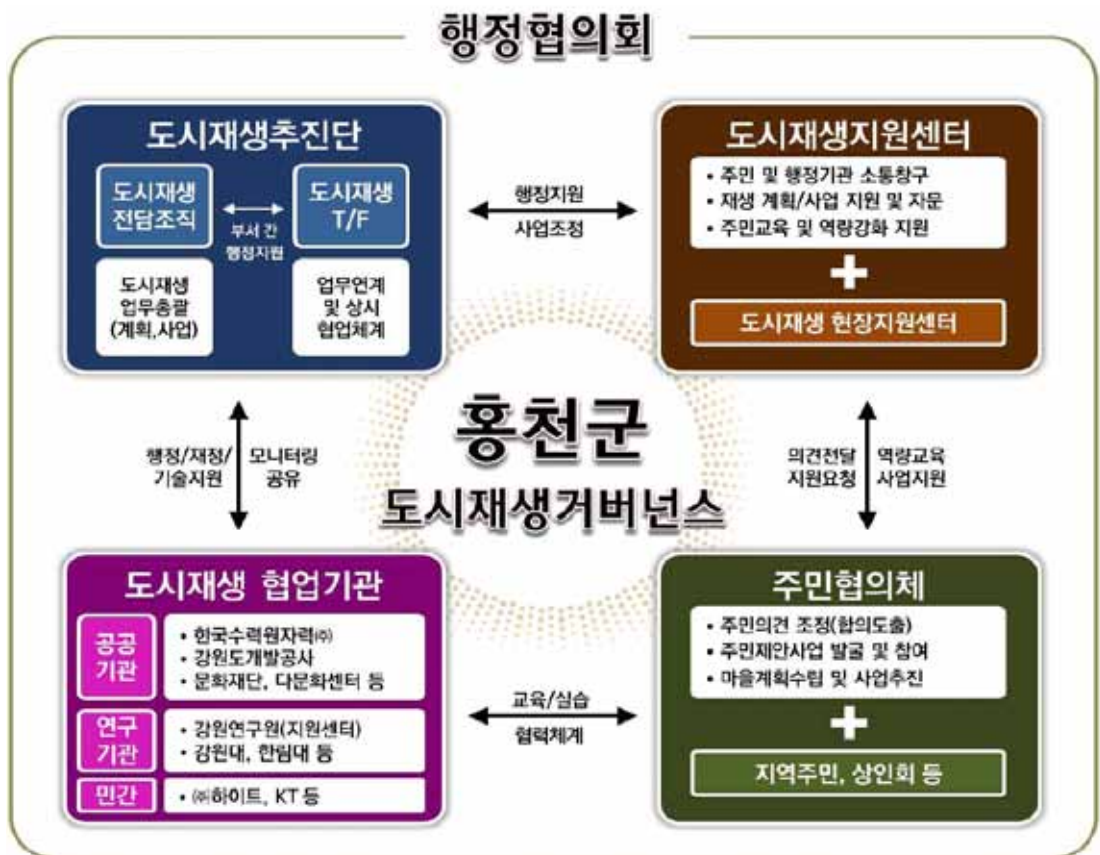 행정협의회
도시재생추진단
도시재생
전담조직
부서 간
행정지원
도시재생
T/F
도시재생
업무총괄
(계획,사업)
업무연계
및 상시
협업체계
행정지원
사업조정
도시재생지원센터
• 주민 및 행정기관 소통창구
• 재생 계획/사업 지원 및 자문
• 주민교육 및 역량강화 지원
+
도시재생 현장지원센터
홍천군
도시재생거버넌스
행정/재정/
기술지원
모니터링
공유
의견전달
지원요청
역량교육
사업지원
도시재생 협업기관
공공
기관
• 한국수력원자력㈜
• 강원도개발공사
• 문화재단, 다문화센터 등
연구
기관
• 강원연구원(지원센터)
• 강원대, 한림대 등
민간
• ㈜하이트, KT 등
교육/실습
협력체계
주민협의체
• 주민의견 조정(합의도출)
• 주민제안사업 발굴 및 참여
• 마을계획수립 및 사업추진
+
지역주민, 상인회 등